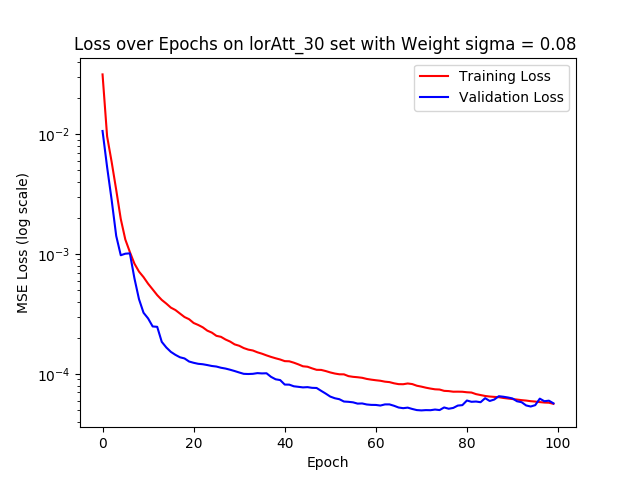 Loss over Epochs on lorAtt_30 set with Weight sigma = 0.08
Training Loss
Validation Loss
MSE Loss (log scale)
10⁻²
10⁻³
10⁻⁴
0 20 40 60 80 100
Epoch